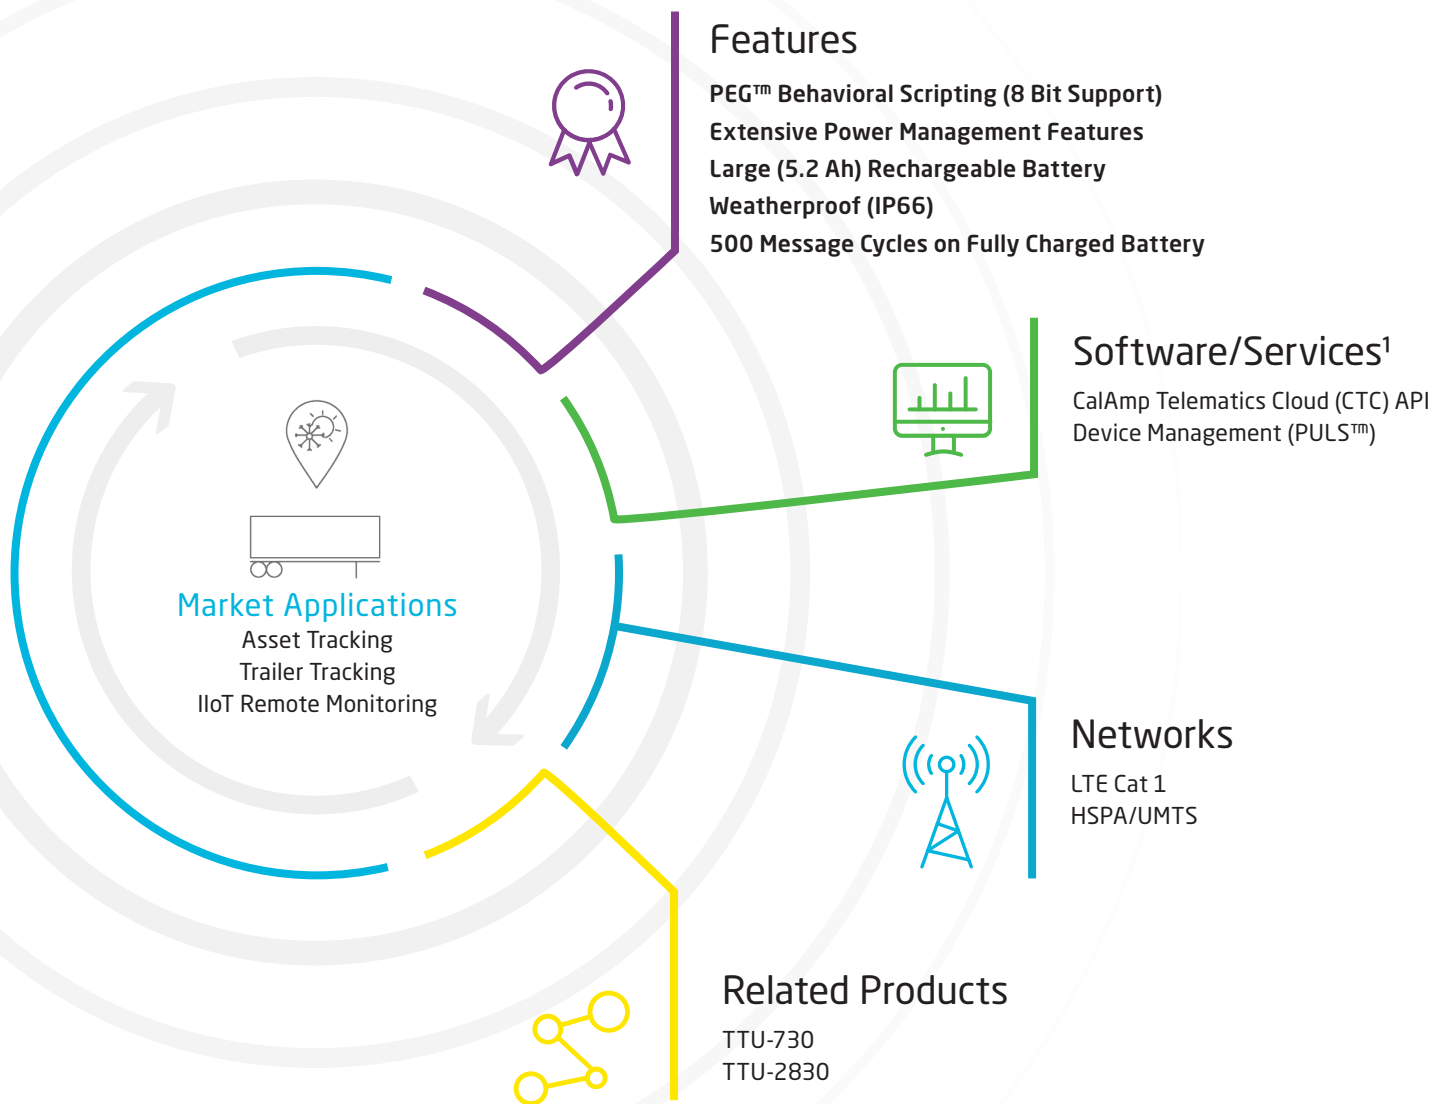 Features
PEG™ Behavioral Scripting (8 Bit Support)
Extensive Power Management Features
Large (5.2 Ah) Rechargeable Battery
Weatherproof (IP66)
500 Message Cycles on Fully Charged Battery
Software/Services¹
CalAmp Telematics Cloud (CTC) API
Device Management (PULS™)
Market Applications
Asset Tracking
Trailer Tracking
IIoT Remote Monitoring
Networks
LTE Cat 1
HSPA/UMTS
Related Products
TTU-730
TTU-2830